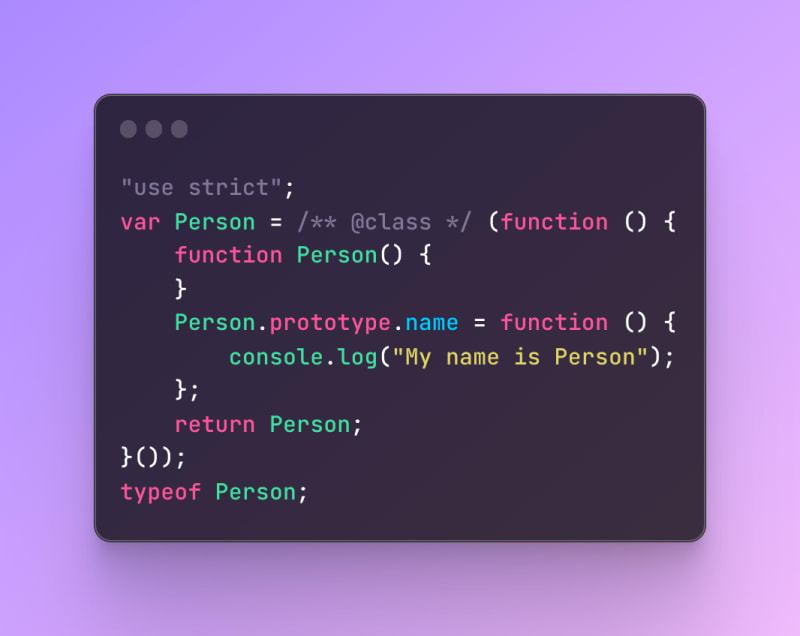 "use strict";
var Person = /** @class */ (function () {
    function Person() {
    }
    Person.prototype.name = function () {
        console.log("My name is Person");
    };
    return Person;
}());
typeof Person;